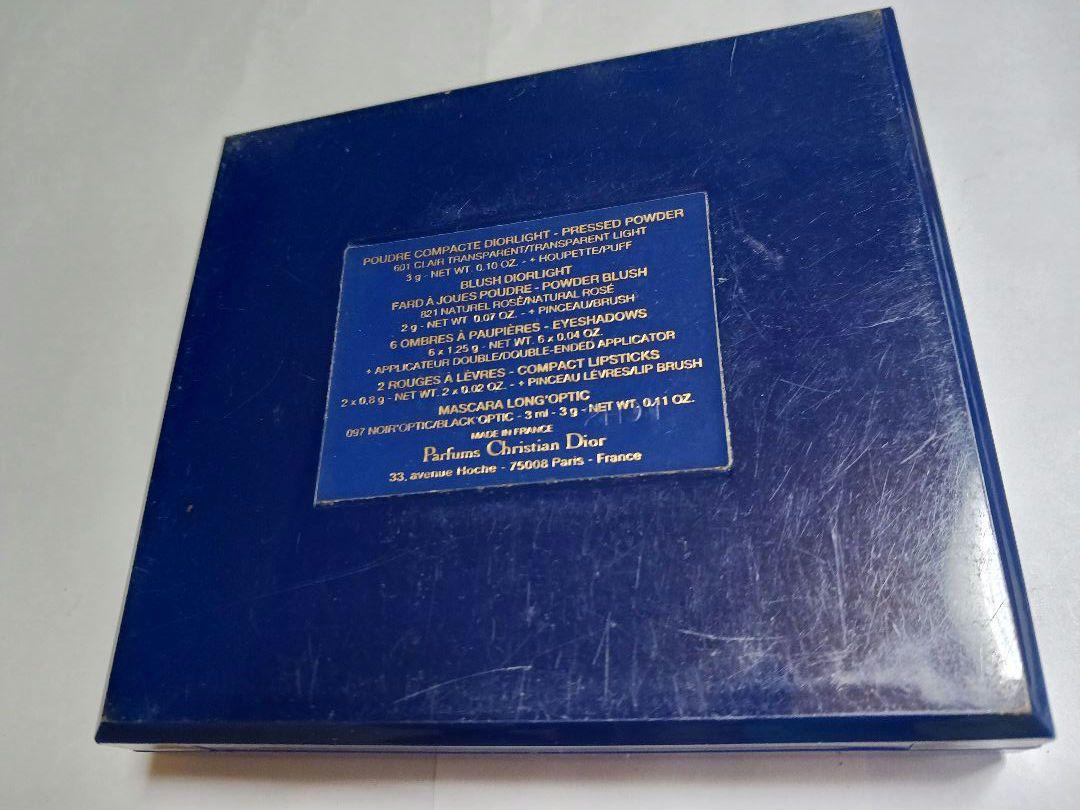 POUDRE COMPACTE DIORLIGHT - PRESSED POWDER
601 CLAIR TRANSPARENT/TRANSPARENT LIGHT
3 g - NET WT. 0.10 OZ. - + HOUPETTE/PUFF
BLUSH DIORLIGHT
FARD À JOUES POUDRE - POWDER BLUSH
821 NATUREL ROSÉ/NATURAL ROSÉ
2 g - NET WT. 0.07 OZ. - + PINCEAU/BRUSH
6 OMBRES À PAUPIÈRES - EYESHADOWS
6 x 1.25 g - NET WT. 6 x 0.04 OZ.
+ APPLICATEUR DOUBLE/DOUBLE-ENDED APPLICATOR
2 ROUGES À LÈVRES - COMPACT LIPSTICKS
2 x 0,8 g - NET WT. 2 x 0.02 OZ. - + PINCEAU LÈVRES/LIP BRUSH
MASCARA LONG'OPTIC
097 NOIR'OPTIC/BLACK'OPTIC - 3 ml - 3 g - NET WT. 0.11 OZ.
MADE IN FRANCE
Parfums Christian Dior
33, avenue Hoche - 75008 Paris - France